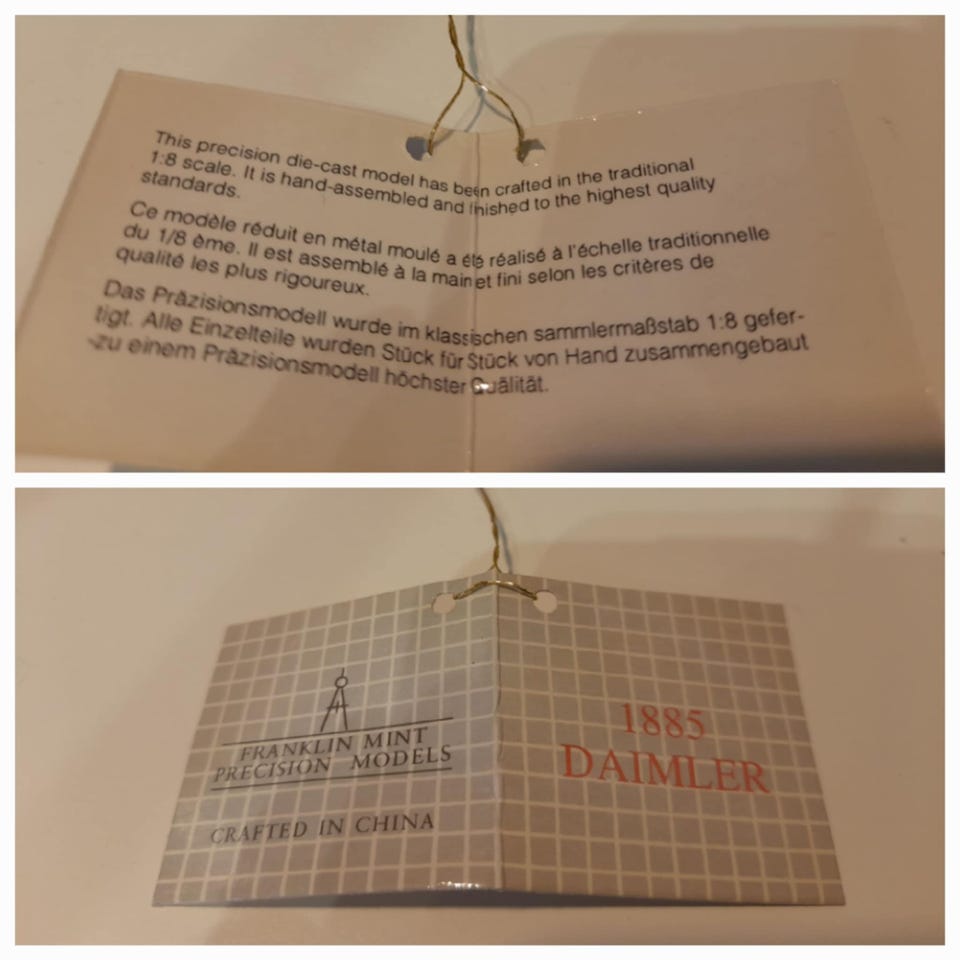 This precision die-cast model has been crafted in the traditional
1:8 scale. It is hand-assembled and finished to the highest quality
standards.
Ce modèle réduit en métal moulé a été réalisé à l'échelle traditionnelle
du 1/8 ème. Il est assemblé à la main et fini selon les critères de
qualité les plus rigoureux.
Das Präzisionsmodell wurde im klassischen sammlermaßstab 1:8 gefer-
tigt. Alle Einzelteile wurden Stück für Stück von Hand zusammengebaut
zu einem Präzisionsmodell höchster Quälität.
FRANKLIN MINT
PRECISION MODELS
CRAFTED IN CHINA
1885
DAIMLER